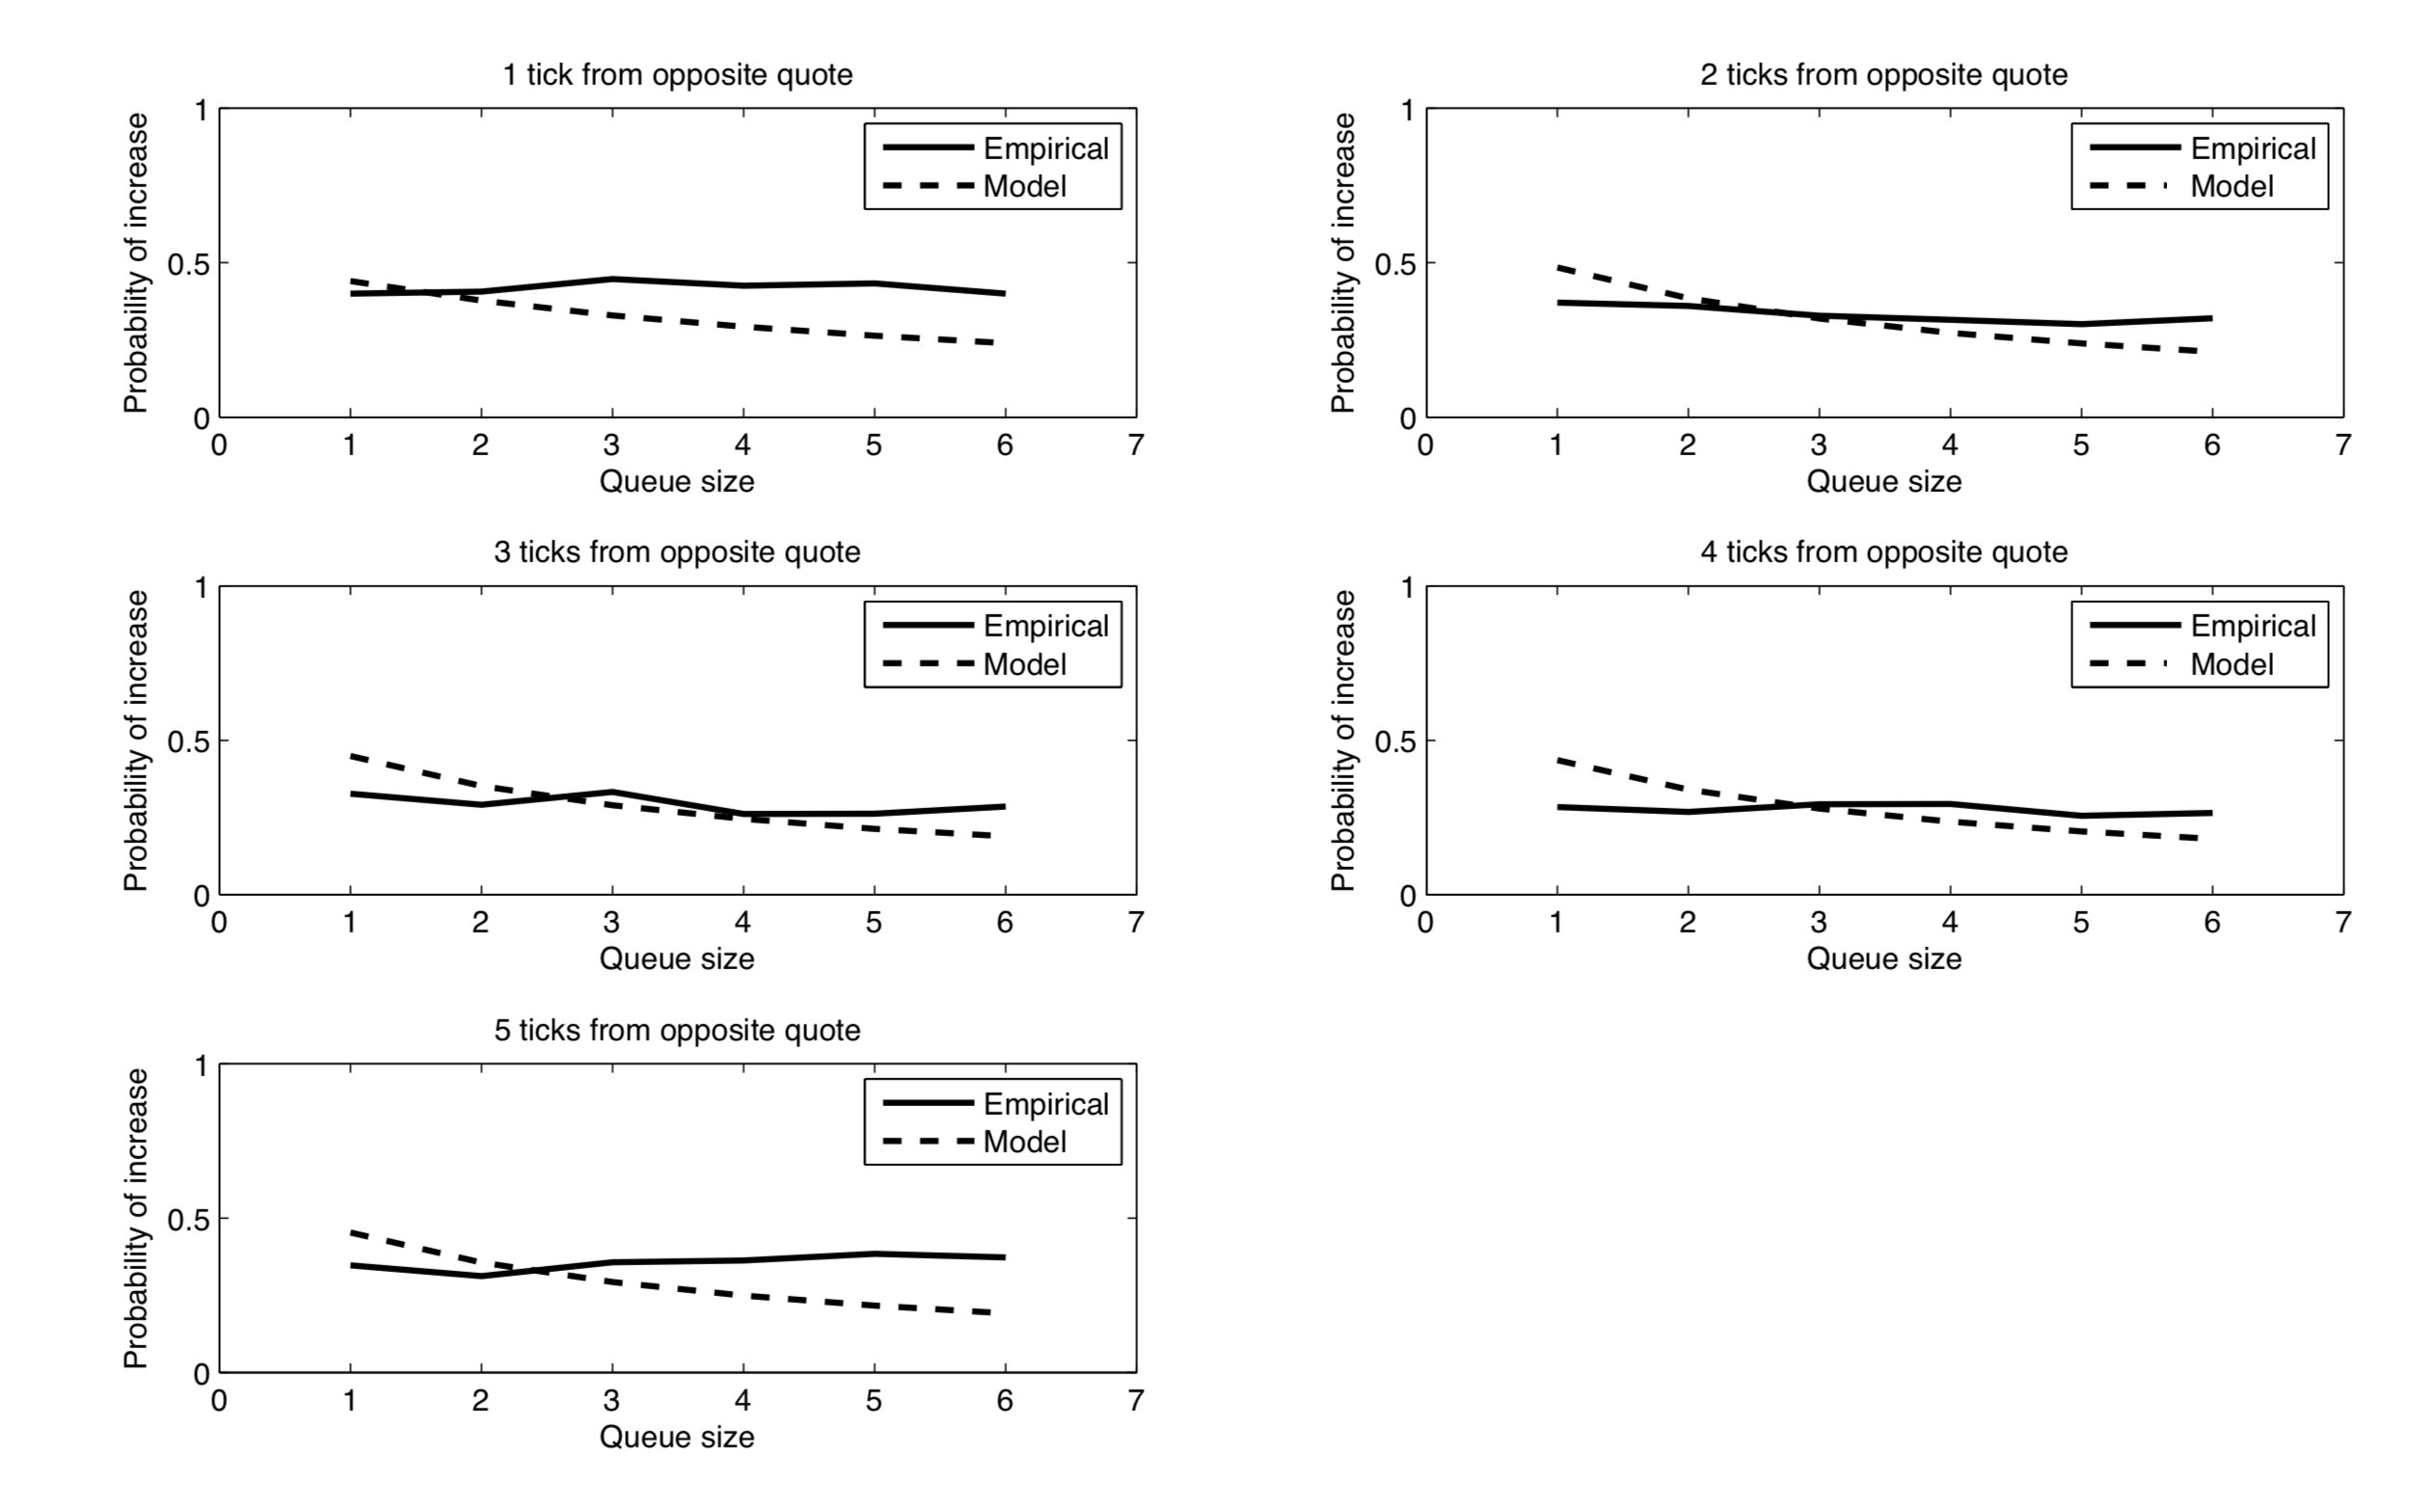 1 tick from opposite quote
Probability of increase
1
0.5
0
Empirical
Model
0 1 2 3 4 5 6 7
Queue size
2 ticks from opposite quote
Probability of increase
1
0.5
0
Empirical
Model
0 1 2 3 4 5 6 7
Queue size
3 ticks from opposite quote
Probability of increase
1
0.5
0
Empirical
Model
0 1 2 3 4 5 6 7
Queue size
4 ticks from opposite quote
Probability of increase
1
0.5
0
Empirical
Model
0 1 2 3 4 5 6 7
Queue size
5 ticks from opposite quote
Probability of increase
1
0.5
0
Empirical
Model
0 1 2 3 4 5 6 7
Queue size